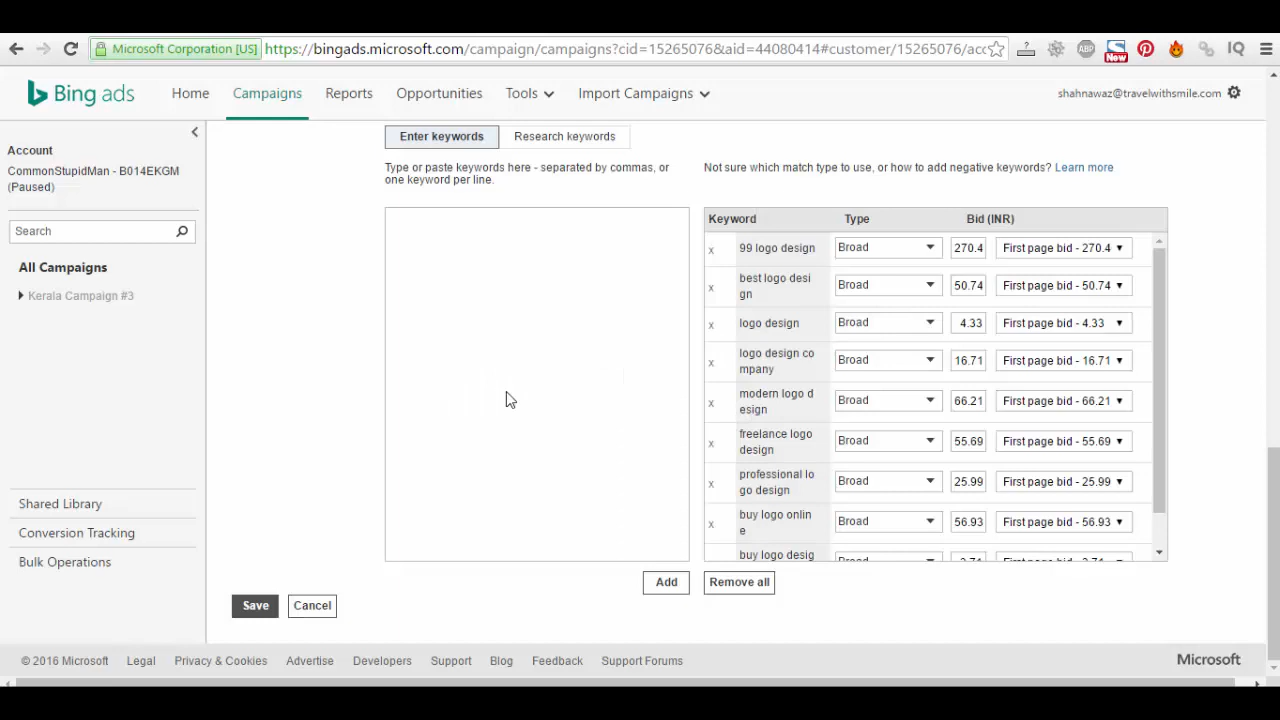 Microsoft Corporation [US]
https://bingads.microsoft.com/campaign/campaigns?cid=15265076&aid=44080414#customer/15265076/acc
New
IQ
Bing ads
Home
Campaigns
Reports
Opportunities
Tools
Import Campaigns
shahnawaz@travelwithsmile.com
Account
CommonStupidMan - B014EKGM
(Paused)
Search
All Campaigns
Kerala Campaign #3
Shared Library
Conversion Tracking
Bulk Operations
Enter keywords
Research keywords
Type or paste keywords here - separated by commas, or
one keyword per line.
Not sure which match type to use, or how to add negative keywords? Learn more
Keyword Type Bid (INR)
x 99 logo design Broad 270.4 First page bid - 270.4
x best logo desi
gn Broad 50.74 First page bid - 50.74
x logo design Broad 4.33 First page bid - 4.33
x logo design co
mpany Broad 16.71 First page bid - 16.71
x modern logo d
esign Broad 66.21 First page bid - 66.21
x freelance logo
design Broad 55.69 First page bid - 55.69
x professional lo
go design Broad 25.99 First page bid - 25.99
x buy logo onlin
e Broad 56.93 First page bid - 56.93
buy logo desig Broad First page bid
Add
Remove all
Save
Cancel
© 2016 Microsoft
Legal
Privacy & Cookies
Advertise
Developers
Support
Blog
Feedback
Support Forums
Microsoft